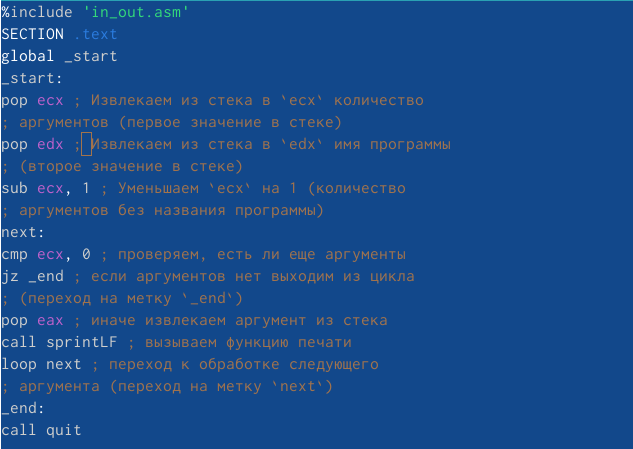 %include 'in_out.asm'
SECTION .text
global _start
_start:
pop ecx ; Извлекаем из стека в `ecx` количество
; аргументов (первое значение в стеке)
pop edx ; Извлекаем из стека в `edx` имя программы
; (второе значение в стеке)
sub ecx, 1 ; Уменьшаем `ecx` на 1 (количество
; аргументов без названия программы)
next:
cmp ecx, 0 ; проверяем, есть ли еще аргументы
jz _end ; если аргументов нет выходим из цикла
; (переход на метку `_end`)
pop eax ; иначе извлекаем аргумент из стека
call sprintLF ; вызываем функцию печати
loop next ; переход к обработке следующего
; аргумента (переход на метку `next`)
_end:
call quit